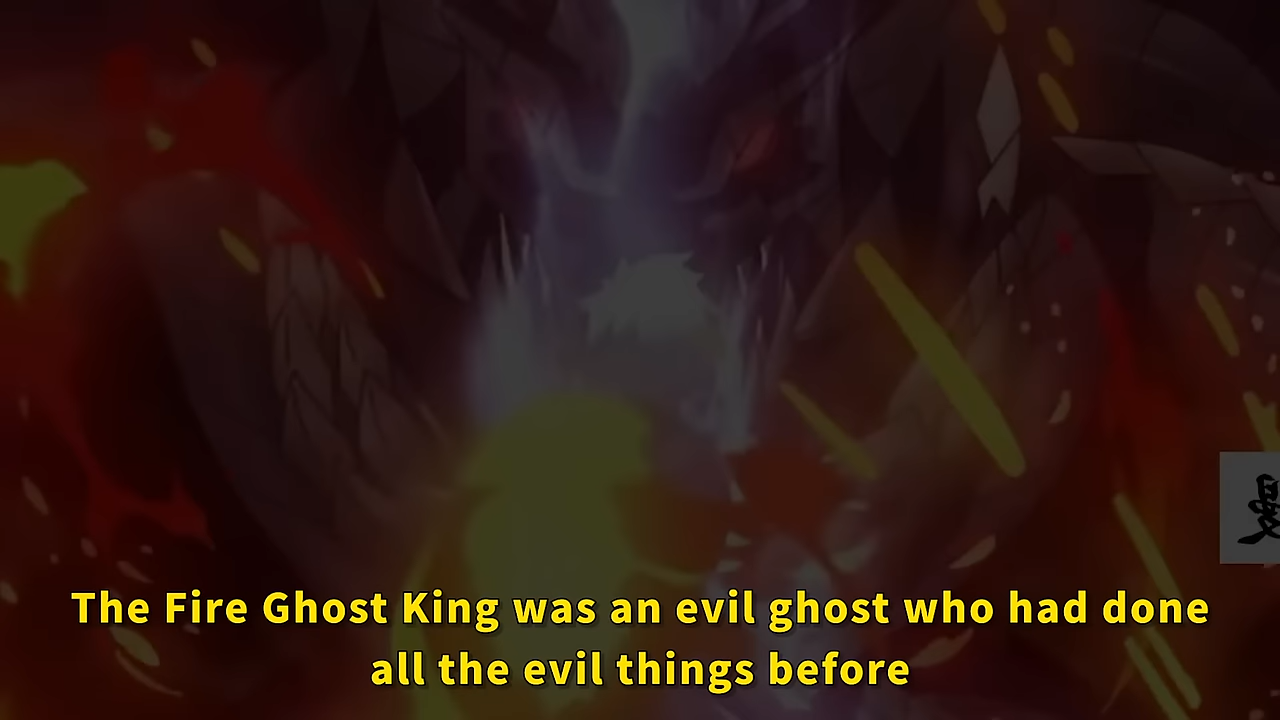 The Fire Ghost King was an evil ghost who had done
all the evil things before